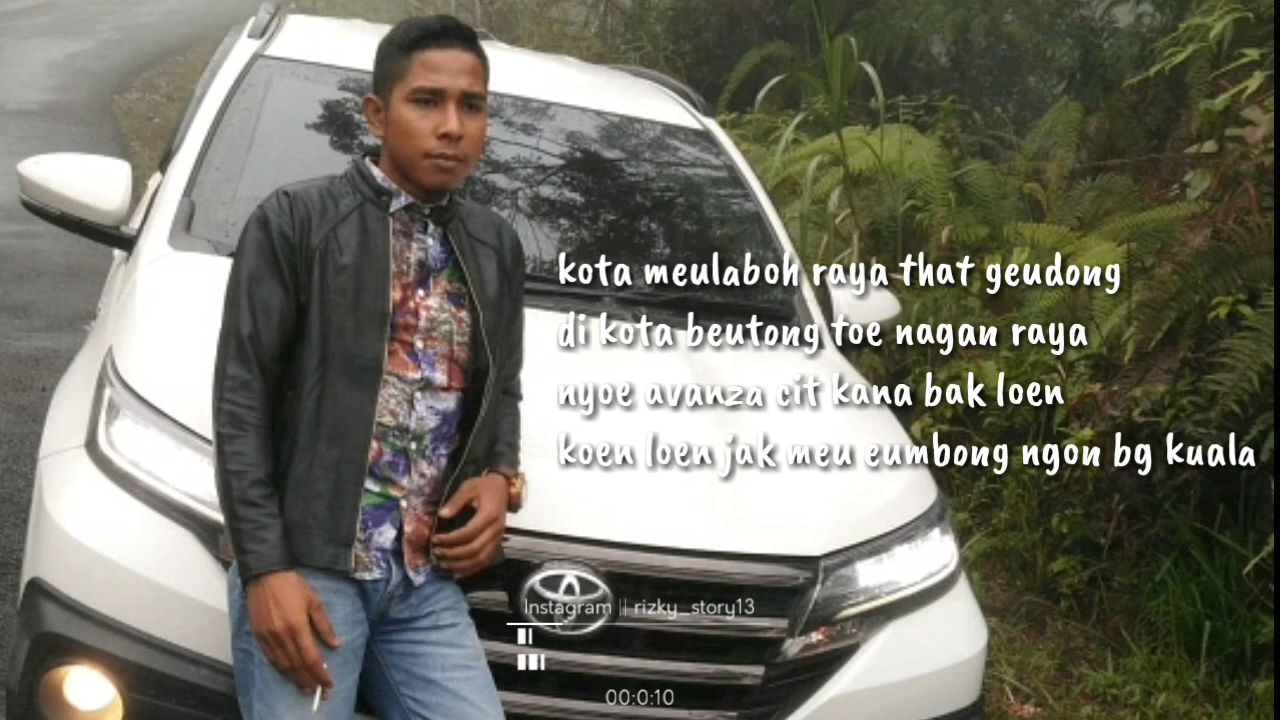 kota meulaboh raya that geudong
di kota beutong toe nagan raya
nyoe avanza cit kana bak loen
koen loen jak meu eumbong ngon bg kuala
Instagram || rizky_story13
00:0:10